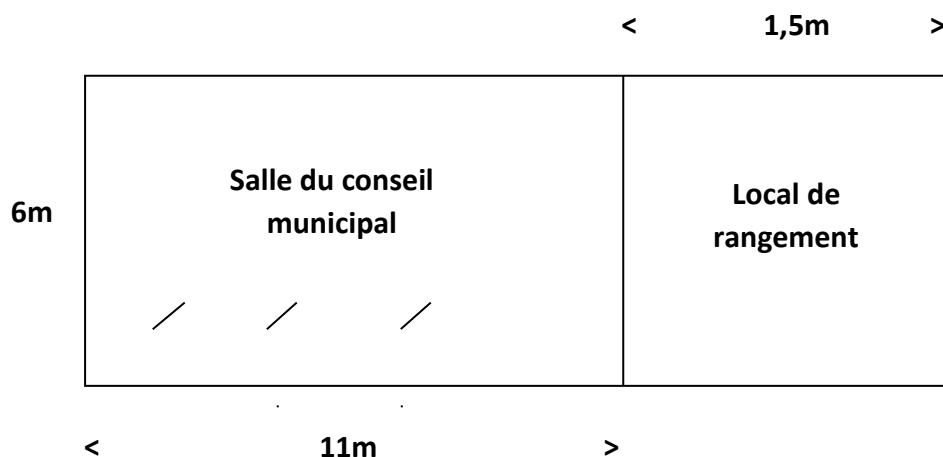 < 1,5m >
Salle du conseil
municipal
Local de
rangement
6m
< 11m >